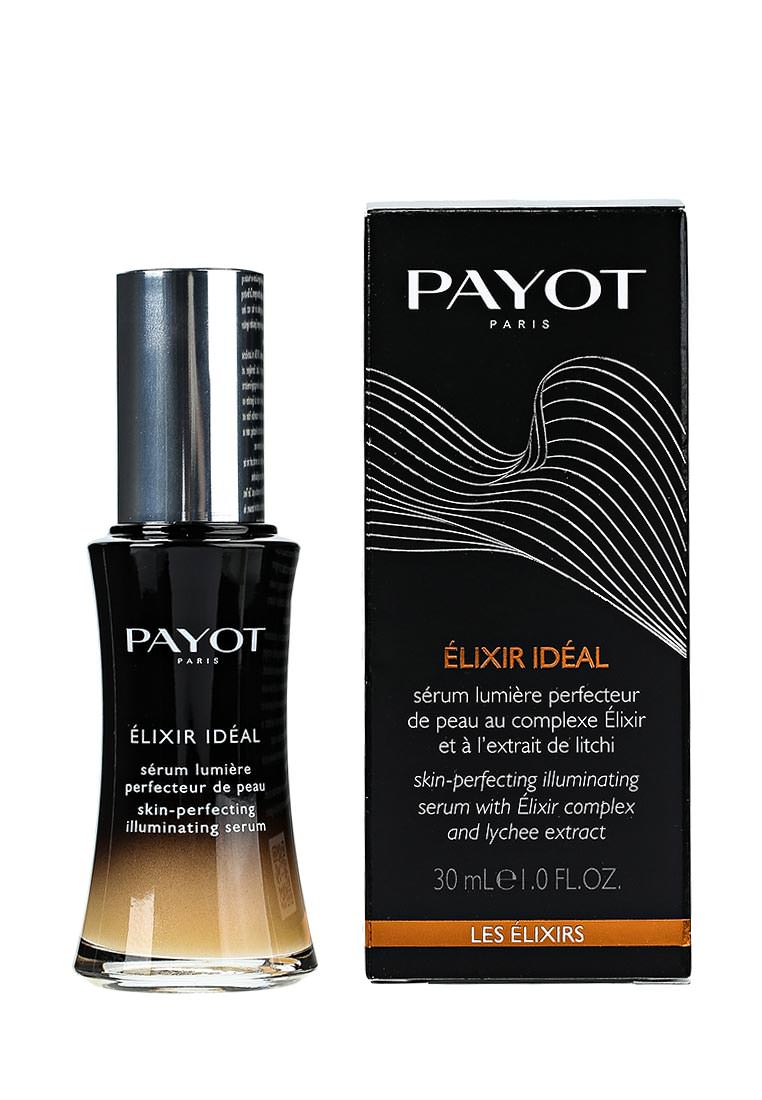 PAYOT
PARIS
ÉLIXIR IDÉAL
sérum lumière
perfecteur de peau
skin-perfecting
illuminating serum
PAYOT
PARIS
ÉLIXIR IDÉAL
sérum lumière perfecteur
de peau au complexe Élixir
et à l'extrait de litchi
skin-perfecting illuminating
serum with Élixir complex
and lychee extract
30 mL℮1.0 FL.OZ.
LES ÉLIXIRS